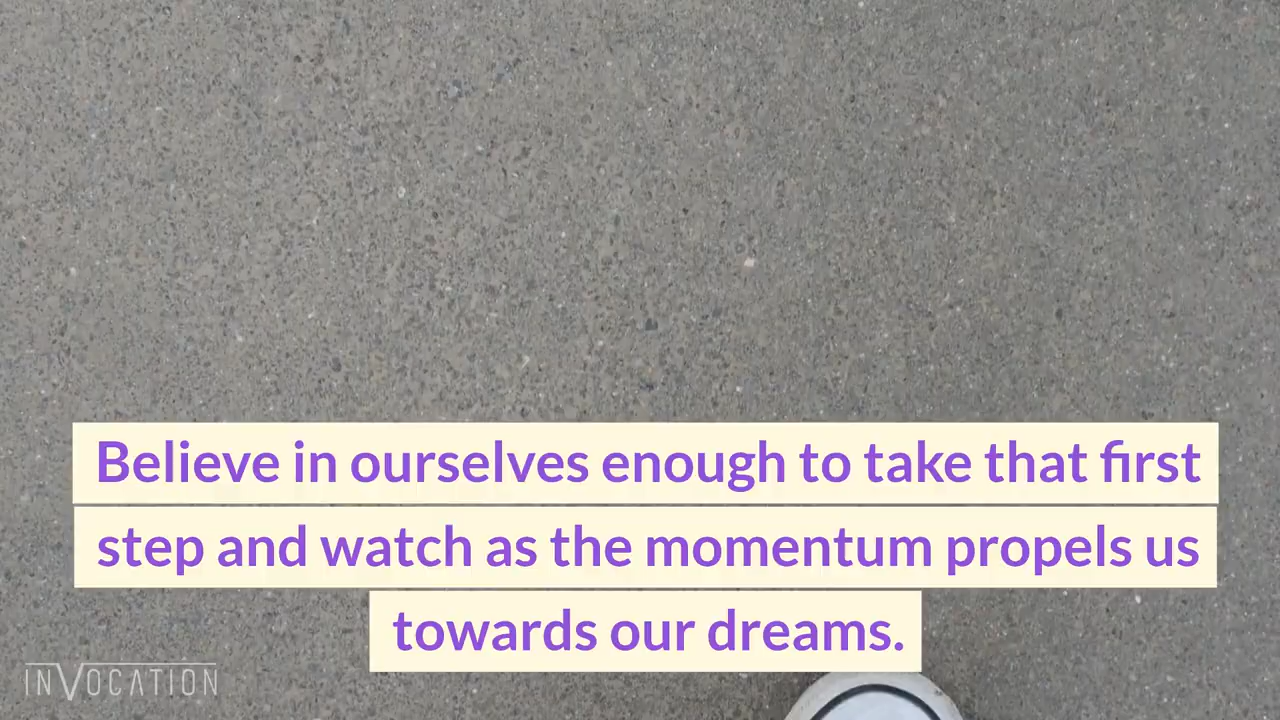 Believe in ourselves enough to take that first
step and watch as the momentum propels us
towards our dreams.
INVOCATION